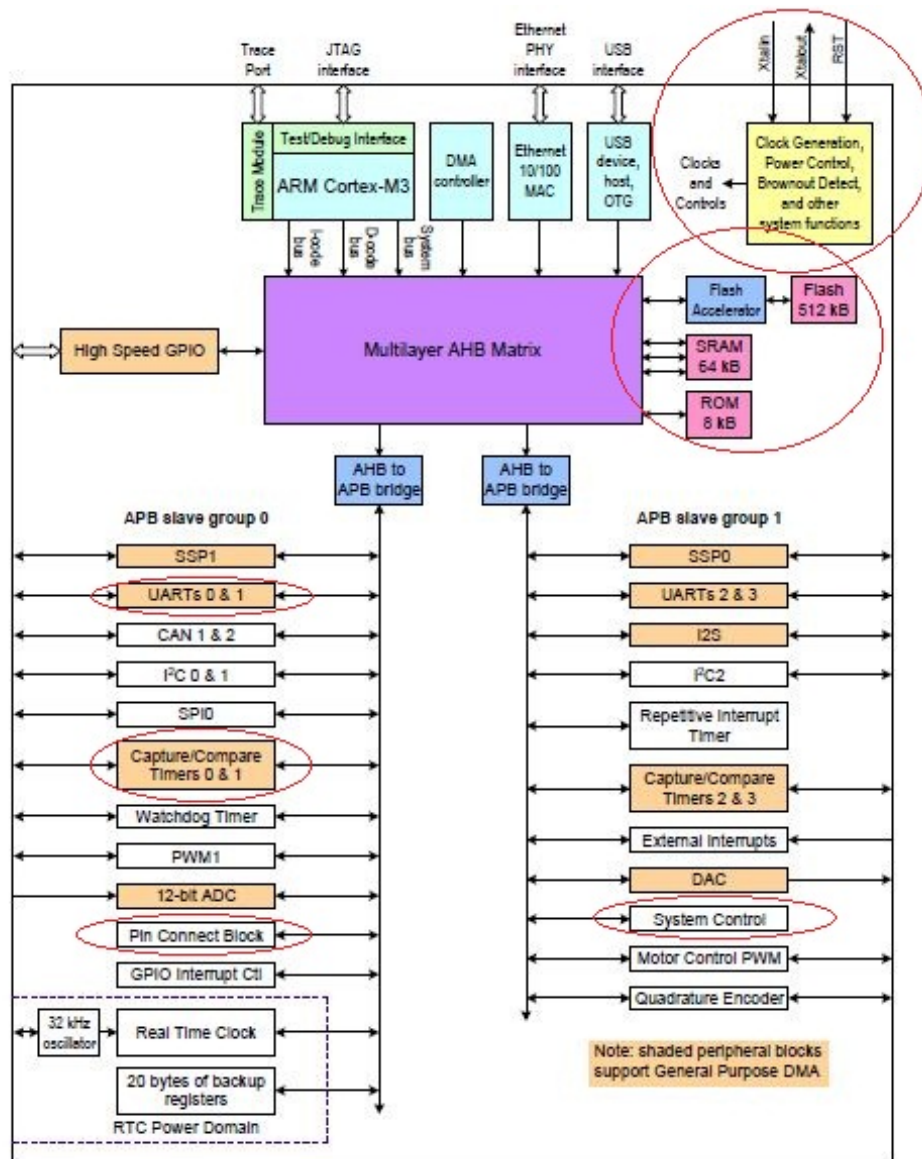 Trace
Port
JTAG
interface
Ethernet
PHY
interface
USB
interface
Xtalin
Xtalout
RST
Trace Module
Test/Debug Interface
ARM Cortex-M3
DMA
controller
Ethernet
10/100
MAC
USB
device,
host,
OTG
Clocks
and
Controls
Clock Generation,
Power Control,
Brownout Detect,
and other
system functions
I-code
bus
D-code
bus
System
bus
Multilayer AHB Matrix
High Speed GPIO
Flash
Accelerator
Flash
512 kB
SRAM
64 kB
ROM
8 kB
AHB to
APB bridge
AHB to
APB bridge
APB slave group 0
SSP1
UARTs 0 & 1
CAN 1 & 2
I²C 0 & 1
SPI0
Capture/Compare
Timers 0 & 1
Watchdog Timer
PWM1
12-bit ADC
Pin Connect Block
GPIO Interrupt Ctl
32 kHz
oscillator
Real Time Clock
20 bytes of backup
registers
RTC Power Domain
APB slave group 1
SSP0
UARTs 2 & 3
I2S
I²C2
Repetitive Interrupt
Timer
Capture/Compare
Timers 2 & 3
External Interrupts
DAC
System Control
Motor Control PWM
Quadrature Encoder
Note: shaded peripheral blocks
support General Purpose DMA